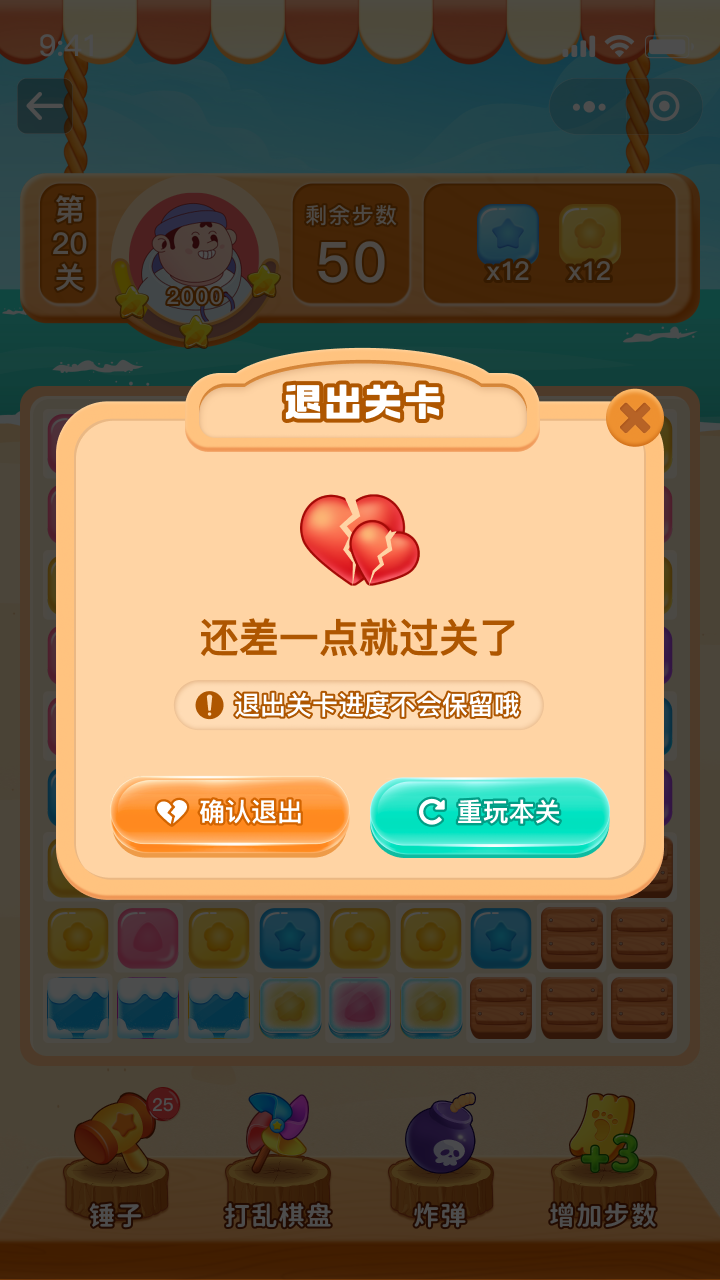 9:41
第
20
关
2000
剩余步数
50
x12
x12
退出关卡
还差一点就过关了
退出关卡进度不会保留哦
确认退出
重玩本关
25
+3
锤子
打乱棋盘
炸弹
增加步数